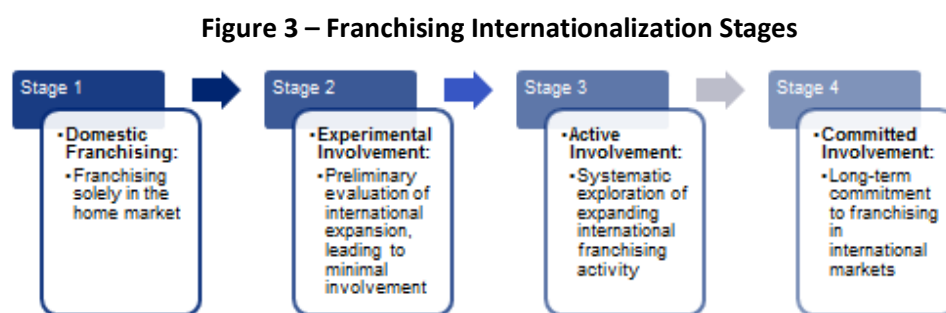 Figure 3 – Franchising Internationalization Stages
Stage 1
•Domestic
Franchising:
•Franchising
solely in the
home market
Stage 2
•Experimental
Involvement:
•Preliminary
evaluation of
international
expansion,
leading to
minimal
involvement
Stage 3
•Active
Involvement:
•Systematic
exploration of
expanding
international
franchising
activity
Stage 4
•Committed
Involvement:
•Long-term
commitment
to franchising
in
international
markets